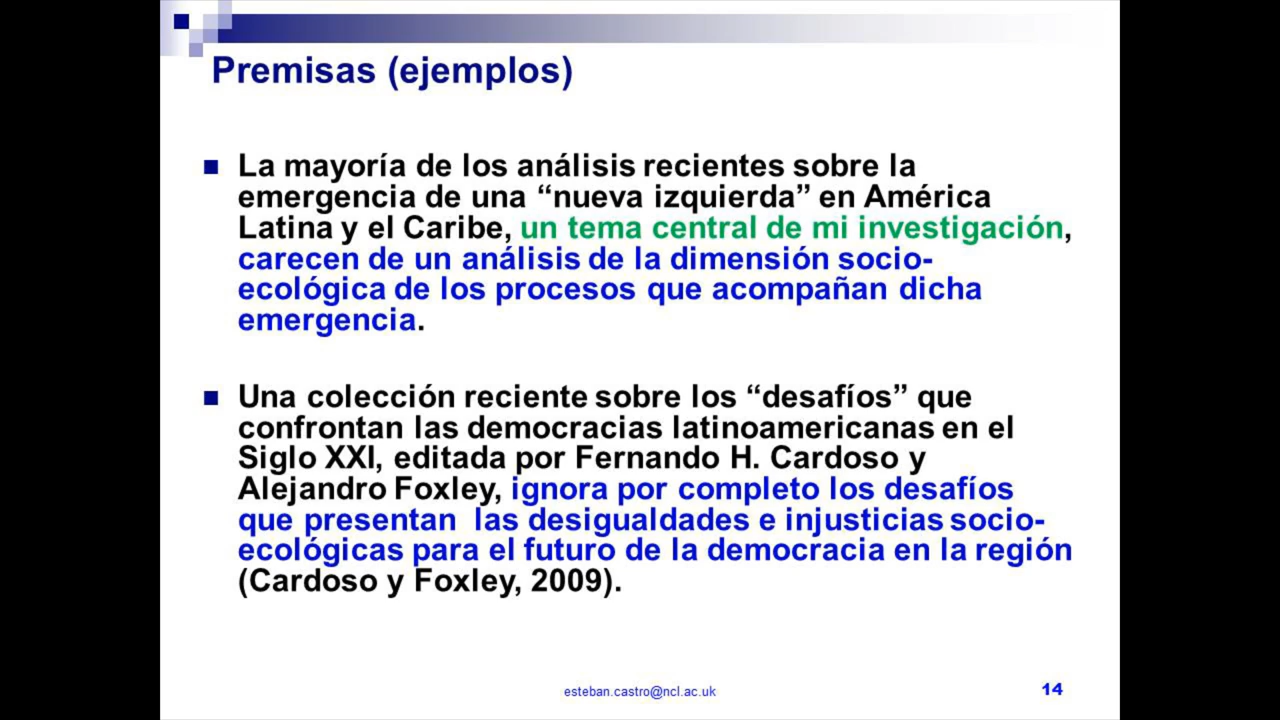 Premisas (ejemplos)
La mayoría de los análisis recientes sobre la
emergencia de una “nueva izquierda” en América
Latina y el Caribe, un tema central de mi investigación,
carecen de un análisis de la dimensión socio-
ecológica de los procesos que acompañan dicha
emergencia.
Una colección reciente sobre los “desafíos” que
confrontan las democracias latinoamericanas en el
Siglo XXI, editada por Fernando H. Cardoso y
Alejandro Foxley, ignora por completo los desafíos
que presentan las desigualdades e injusticias socio-
ecológicas para el futuro de la democracia en la región
(Cardoso y Foxley, 2009).
esteban.castro@ncl.ac.uk
14